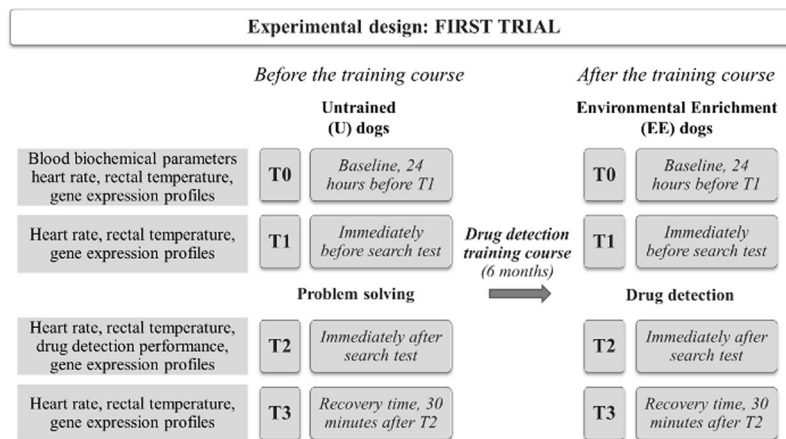 Experimental design: FIRST TRIAL
Before the training course
After the training course
Untrained
(U) dogs
Environmental Enrichment
(EE) dogs
Blood biochemical parameters
heart rate, rectal temperature,
gene expression profiles
T0
Baseline, 24
hours before T1
T0
Baseline, 24
hours before T1
Heart rate, rectal temperature,
gene expression profiles
T1
Immediately
before search test
Drug detection
training course
(6 months)
T1
Immediately
before search test
Problem solving
Drug detection
Heart rate, rectal temperature,
drug detection performance,
gene expression profiles
T2
Immediately after
search test
T2
Immediately after
search test
Heart rate, rectal temperature,
gene expression profiles
T3
Recovery time, 30
minutes after T2
T3
Recovery time, 30
minutes after T2